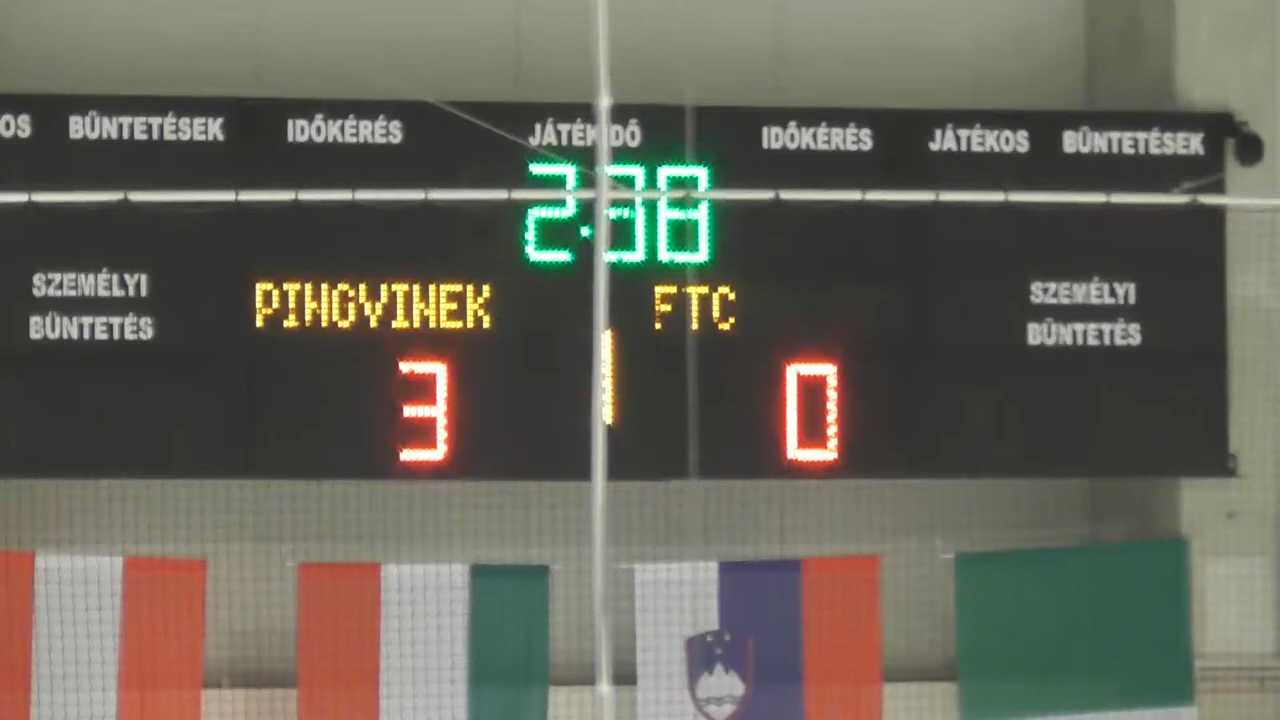 OS BÜNTETÉSEK IDŐKÉRÉS JÁTÉKIDŐ IDŐKÉRÉS JÁTÉKOS BÜNTETÉSEK
2:38
SZEMÉLYI
BÜNTETÉS
PINGVINEK FTC
SZEMÉLYI
BÜNTETÉS
3 1 0